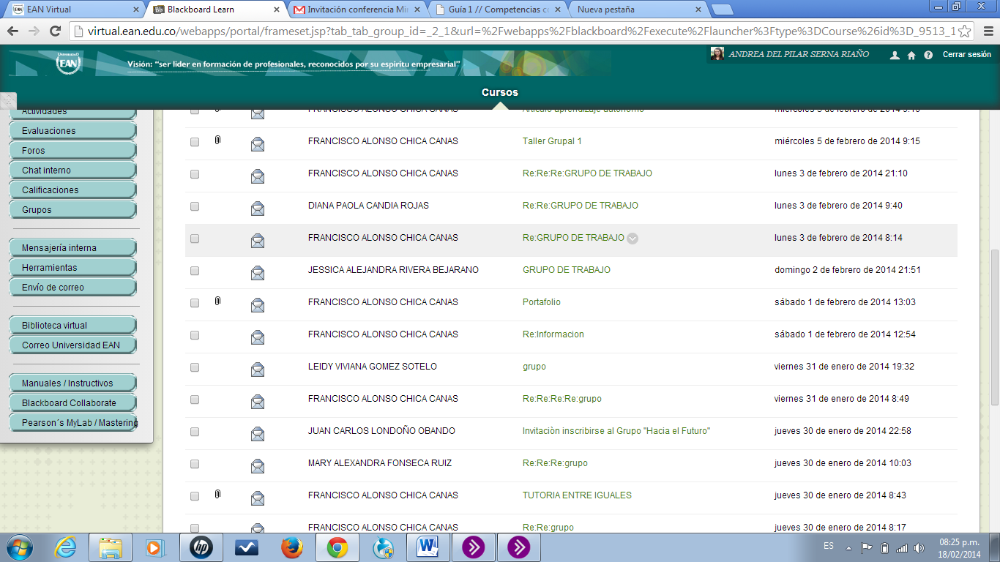 EAN Virtual
Blackboard Learn
Invitación conferencia Min
Guía 1 // Competencias ce
Nueva pestaña
virtual.ean.edu.co/webapps/portal/frameset.jsp?tab_tab_group_id=_2_1&url=%2Fwebapps%2Fblackboard%2Fexecute%2Flauncher%3Ftype%3DCourse%26id%3D_9513_1
UNIVERSIDAD
EAN
Visión: "ser lider en formación de profesionales, reconocidos por su espíritu empresarial"
ANDREA DEL PILAR SERNA RIAÑO
Cerrar sesión
Cursos
Actividades
Evaluaciones
Foros
Chat interno
Calificaciones
Grupos
Mensajería interna
Herramientas
Envío de correo
Biblioteca virtual
Correo Universidad EAN
Manuales / Instructivos
Blackboard Collaborate
Pearson´s MyLab / Mastering
FRANCISCO ALONSO CHICA CANAS Artículo aprendizaje autónomo miércoles 5 de febrero de 2014 9:16
FRANCISCO ALONSO CHICA CANAS Taller Grupal 1 miércoles 5 de febrero de 2014 9:15
FRANCISCO ALONSO CHICA CANAS Re:Re:Re:GRUPO DE TRABAJO lunes 3 de febrero de 2014 21:10
DIANA PAOLA CANDIA ROJAS Re:Re:GRUPO DE TRABAJO lunes 3 de febrero de 2014 9:40
FRANCISCO ALONSO CHICA CANAS Re:GRUPO DE TRABAJO lunes 3 de febrero de 2014 8:14
JESSICA ALEJANDRA RIVERA BEJARANO GRUPO DE TRABAJO domingo 2 de febrero de 2014 21:51
FRANCISCO ALONSO CHICA CANAS Portafolio sábado 1 de febrero de 2014 13:03
FRANCISCO ALONSO CHICA CANAS Re:Informacion sábado 1 de febrero de 2014 12:54
LEIDY VIVIANA GOMEZ SOTELO grupo viernes 31 de enero de 2014 19:32
FRANCISCO ALONSO CHICA CANAS Re:Re:Re:Re:grupo viernes 31 de enero de 2014 8:49
JUAN CARLOS LONDOÑO OBANDO Invitaciòn inscribirse al Grupo "Hacia el Futuro" jueves 30 de enero de 2014 22:58
MARY ALEXANDRA FONSECA RUIZ Re:Re:Re:grupo jueves 30 de enero de 2014 10:03
FRANCISCO ALONSO CHICA CANAS TUTORIA ENTRE IGUALES jueves 30 de enero de 2014 8:43
FRANCISCO ALONSO CHICA CANAS Re:Re:grupo jueves 30 de enero de 2014 8:17
ES
08:25 p.m.
18/02/2014